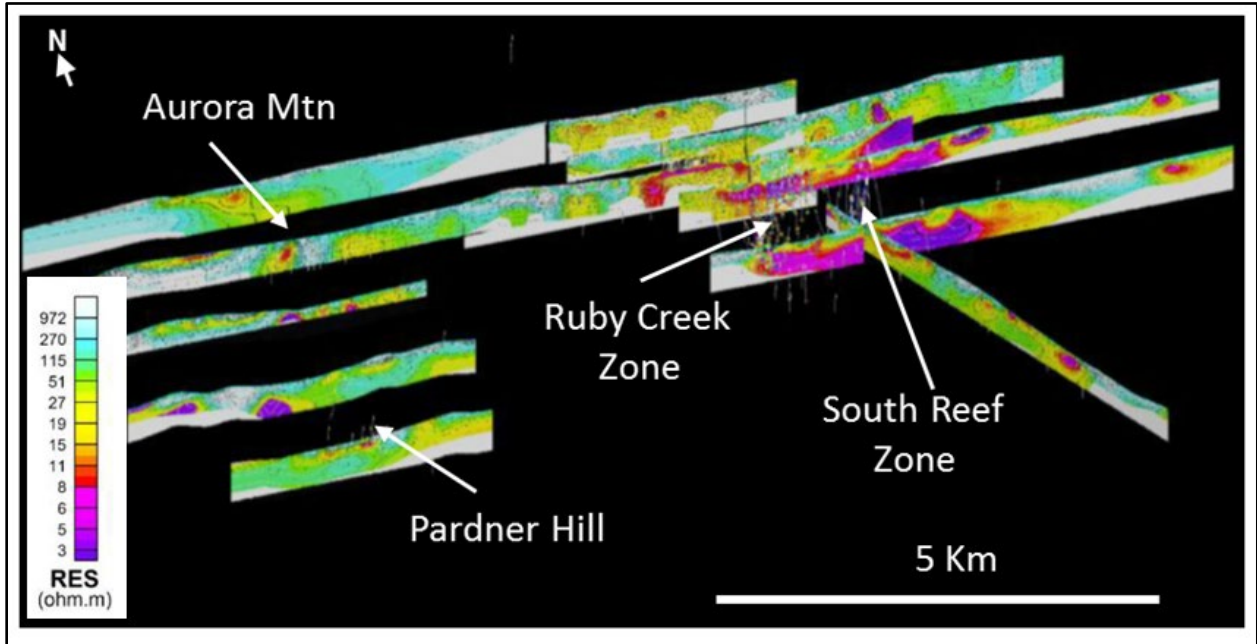 N
Aurora Mtn
Ruby Creek
Zone
South Reef
Zone
Pardner Hill
5 Km
972
270
115
51
27
19
15
11
8
6
5
3
RES
(ohm.m)